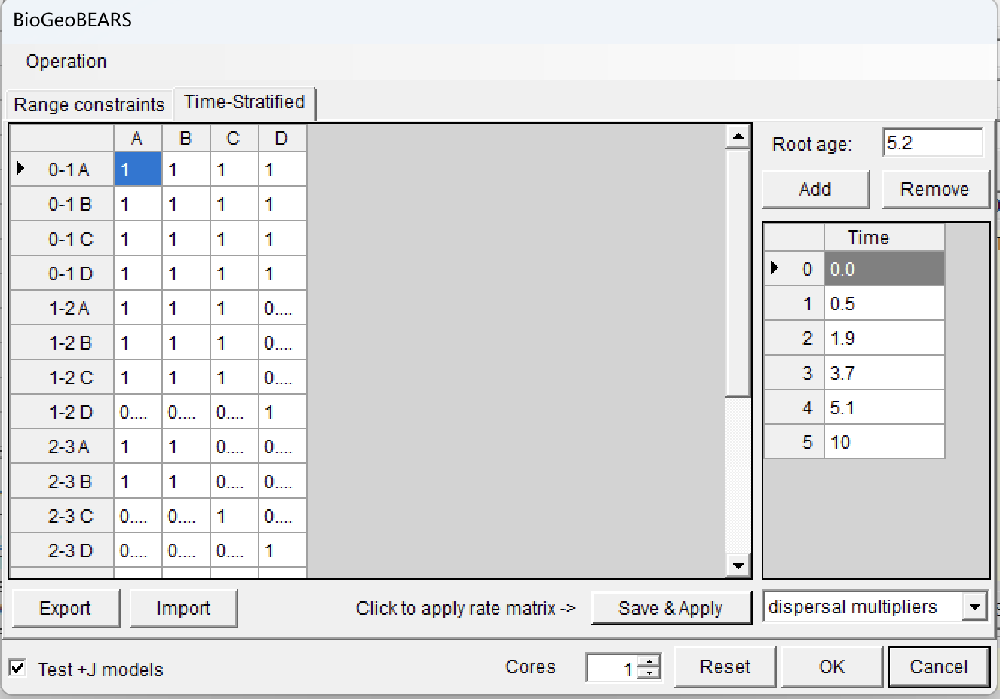 BioGeoBEARS
Operation
Range constraints Time-Stratified
A B C D
0-1 A 1 1 1 1
0-1 B 1 1 1 1
0-1 C 1 1 1 1
0-1 D 1 1 1 1
1-2 A 1 1 1 0....
1-2 B 1 1 1 0....
1-2 C 1 1 1 0....
1-2 D 0.... 0.... 0.... 1
2-3 A 1 1 0.... 0....
2-3 B 1 1 0.... 0....
2-3 C 0.... 0.... 1 0....
2-3 D 0.... 0.... 0.... 1
Root age: 5.2
Add Remove
Time
0 0.0
1 0.5
2 1.9
3 3.7
4 5.1
5 10
Export Import Click to apply rate matrix -> Save & Apply dispersal multipliers
Test +J models Cores 1 Reset OK Cancel